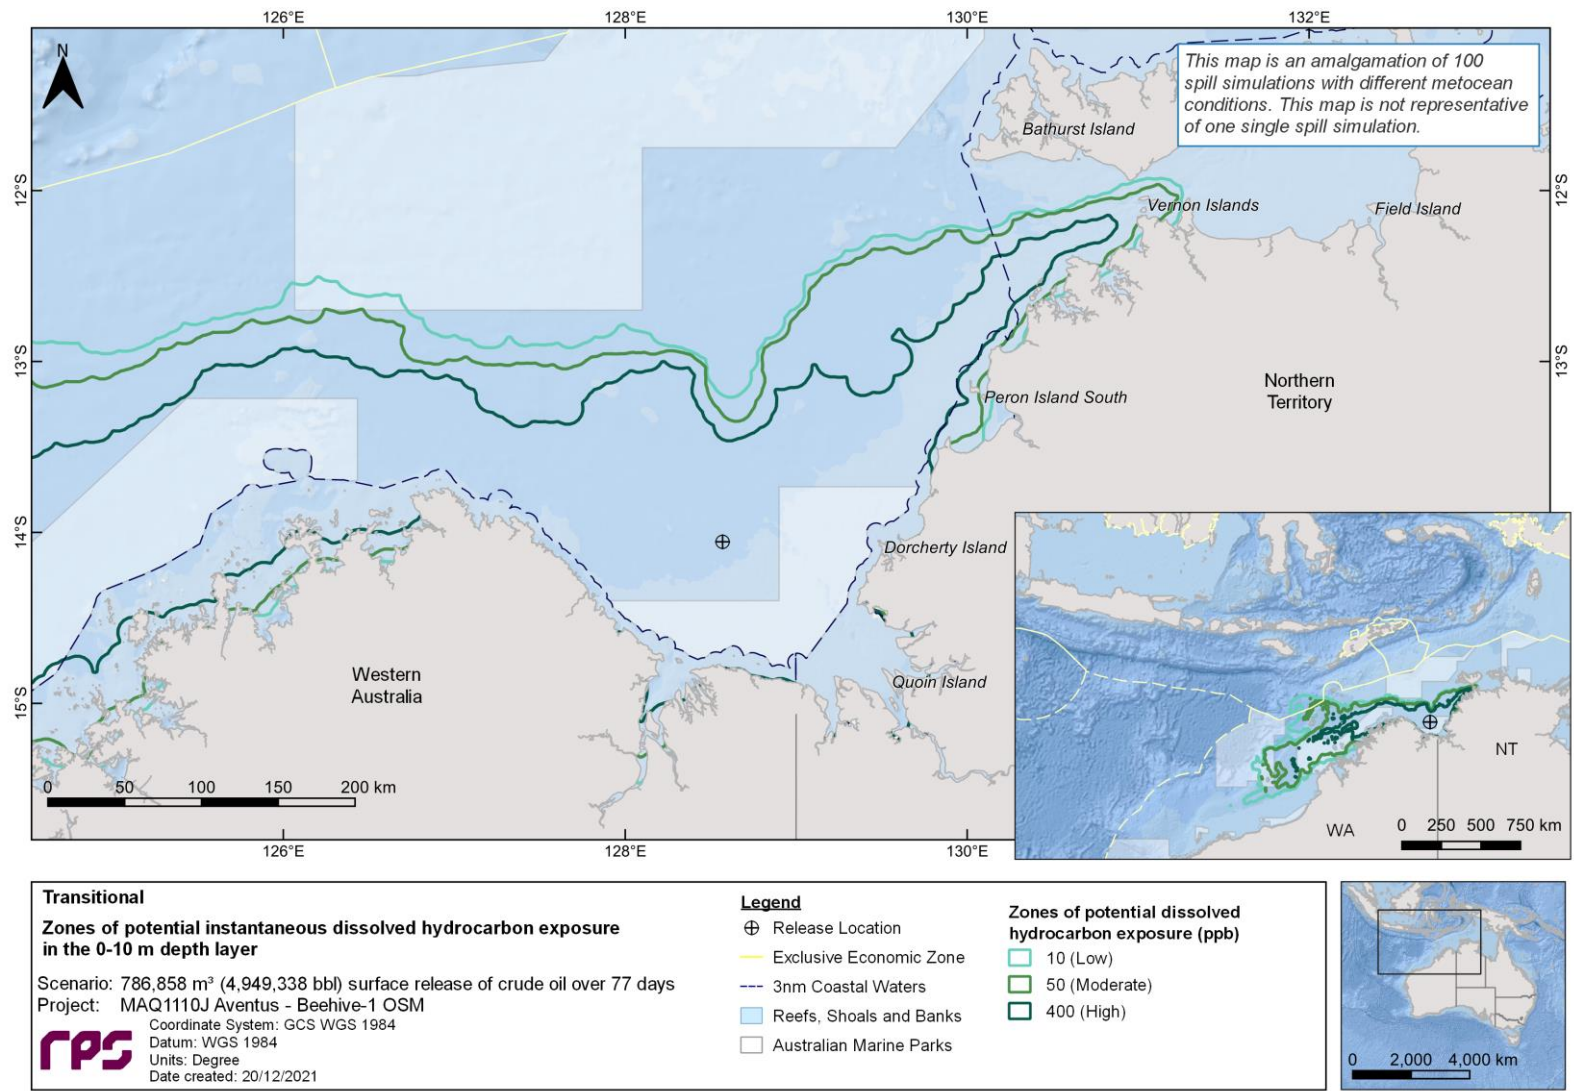 126°E
128°E
130°E
132°E
N
This map is an amalgamation of 100
spill simulations with different metocean
conditions. This map is not representative
of one single spill simulation.
Bathurst Island
12°S
12°S
Vernon Islands
Field Island
13°S
13°S
Northern
Territory
Peron Island South
14°S
Dorcherty Island
Western
Australia
Quoin Island
15°S
NT
WA
0 50 100 150 200 km
0 250 500 750 km
126°E
128°E
130°E
Transitional
Zones of potential instantaneous dissolved hydrocarbon exposure
in the 0-10 m depth layer
Scenario: 786,858 m³ (4,949,338 bbl) surface release of crude oil over 77 days
Project: MAQ1110J Aventus - Beehive-1 OSM
rps
Coordinate System: GCS WGS 1984
Datum: WGS 1984
Units: Degree
Date created: 20/12/2021
Legend
Release Location
Exclusive Economic Zone
3nm Coastal Waters
Reefs, Shoals and Banks
Australian Marine Parks
Zones of potential dissolved
hydrocarbon exposure (ppb)
10 (Low)
50 (Moderate)
400 (High)
0 2,000 4,000 km